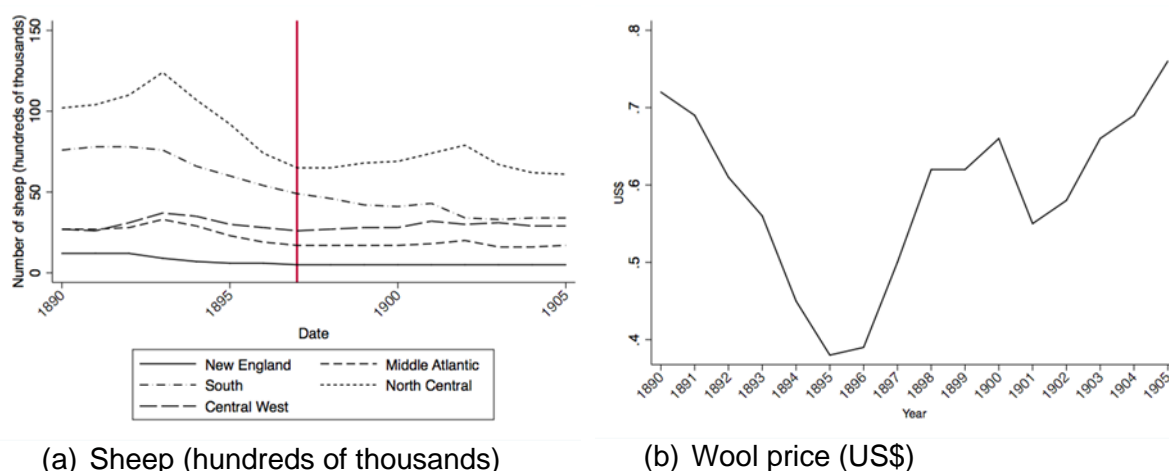 Number of sheep (hundreds of thousands)
150
100
50
0
1890
1895
1900
1905
Date
New England
Middle Atlantic
South
North Central
Central West
(a) Sheep (hundreds of thousands)
US$
.8
.7
.6
.5
.4
1890
1891
1892
1893
1894
1895
1896
1897
1898
1899
1900
1901
1902
1903
1904
1905
Year
(b) Wool price (US$)